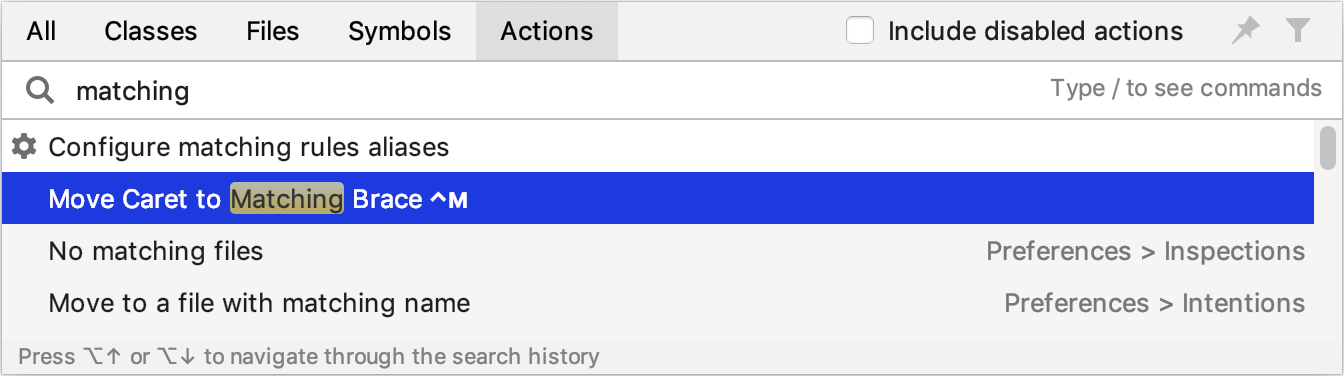 All Classes Files Symbols Actions Include disabled actions
matching Type / to see commands
Configure matching rules aliases
Move Caret to Matching Brace ^M
No matching files Preferences > Inspections
Move to a file with matching name Preferences > Intentions
Press ⌥↑ or ⌥↓ to navigate through the search history